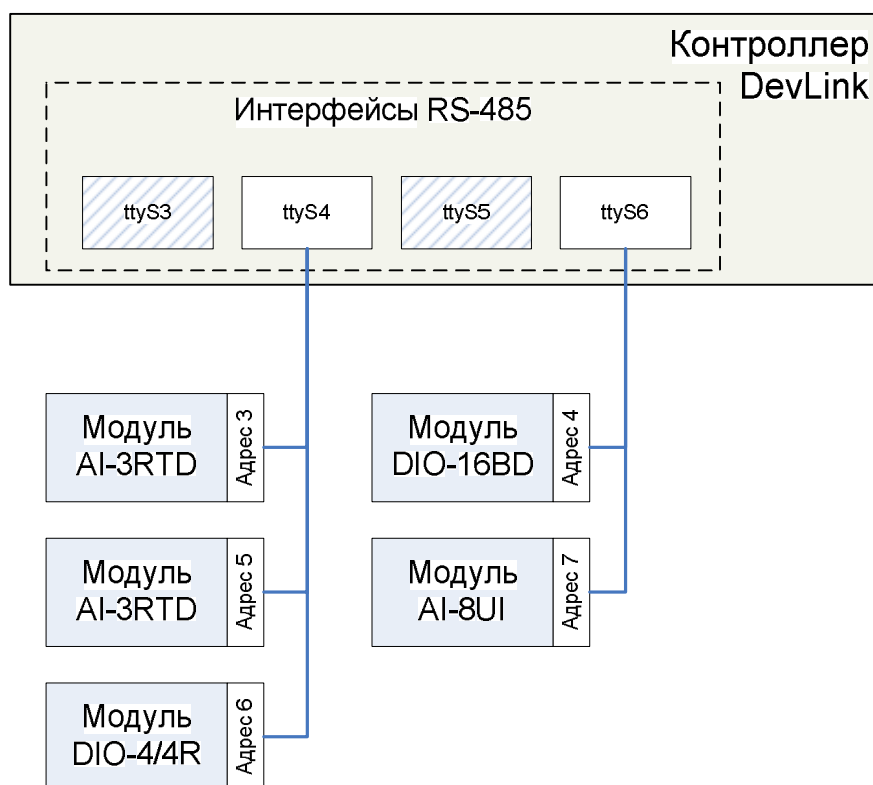 Контроллер
DevLink
Интерфейсы RS-485
ttyS3
ttyS4
ttyS5
ttyS6
Модуль
AI-3RTD
Адрес 3
Модуль
DIO-16BD
Адрес 4
Модуль
AI-3RTD
Адрес 5
Модуль
AI-8UI
Адрес 7
Модуль
DIO-4/4R
Адрес 6